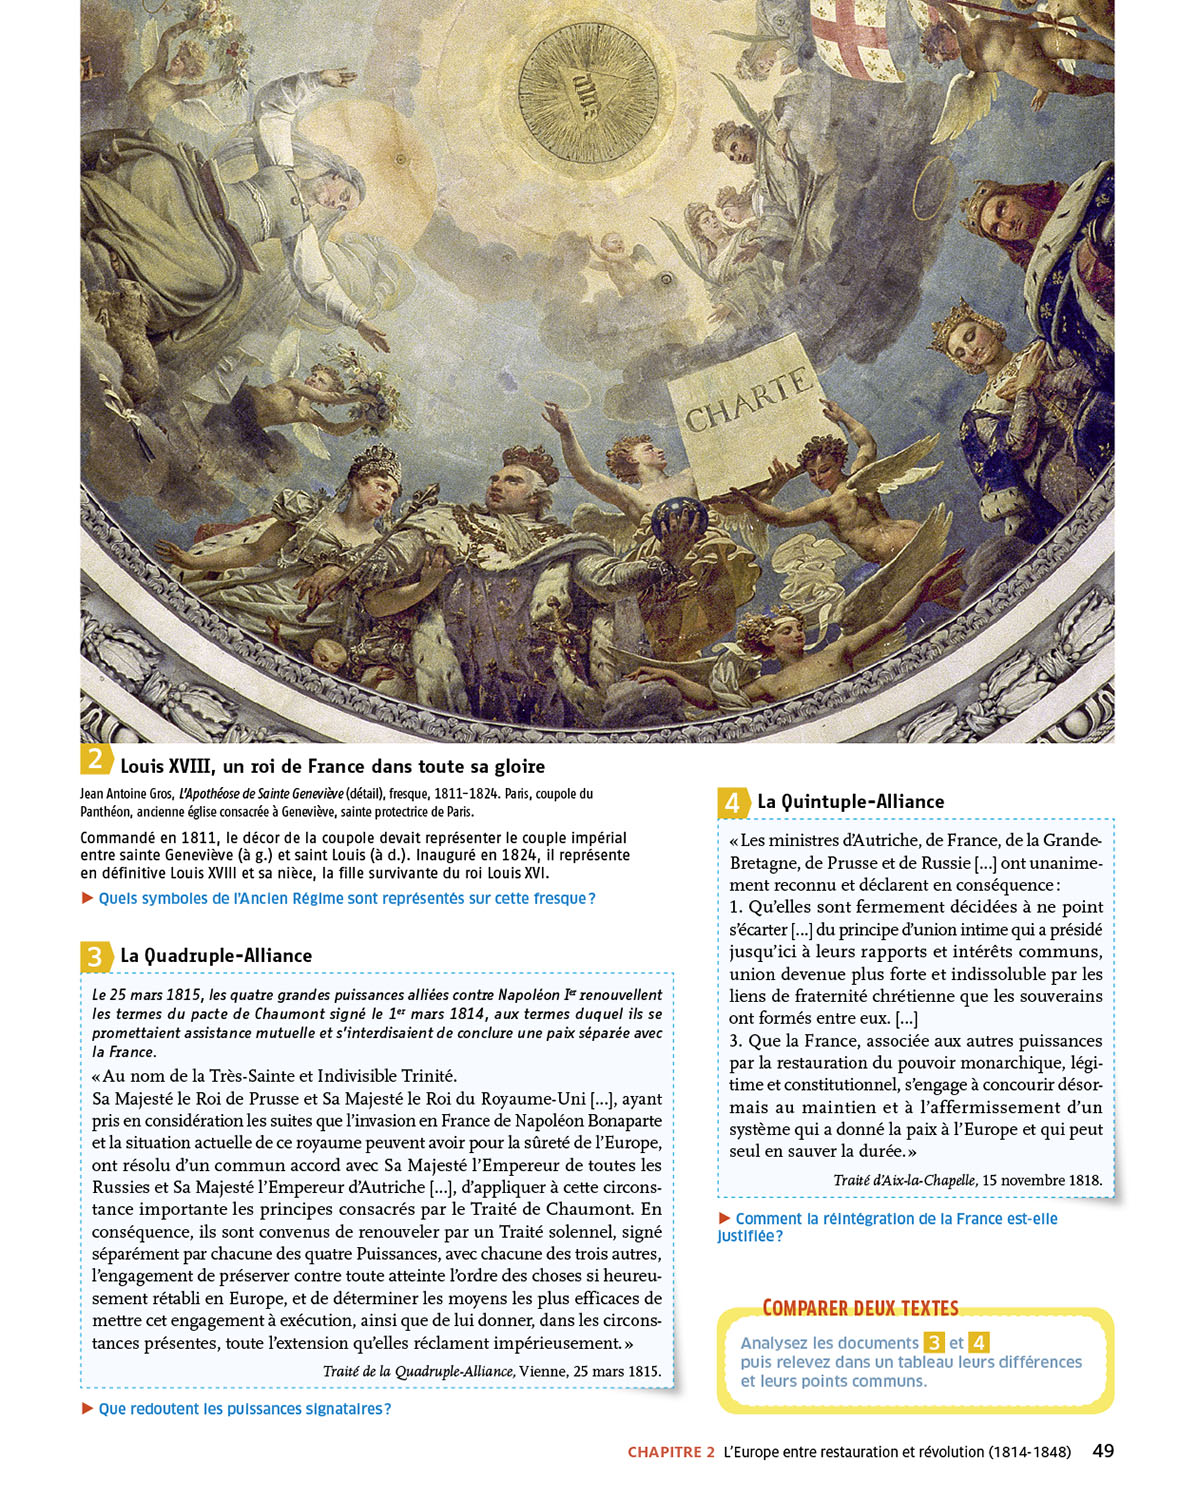 CHARTE
2 Louis XVIII, un roi de France dans toute sa gloire
Jean Antoine Gros, L'Apothéose de Sainte Geneviève (détail), fresque, 1811-1824. Paris, coupole du
Panthéon, ancienne église consacrée à Geneviève, sainte protectrice de Paris.
Commandé en 1811, le décor de la coupole devait représenter le couple impérial
entre sainte Geneviève (à g.) et saint Louis (à d.). Inauguré en 1824, il représente
en définitive Louis XVIII et sa nièce, la fille survivante du roi Louis XVI.
▶ Quels symboles de l'Ancien Régime sont représentés sur cette fresque ?
3 La Quadruple-Alliance
Le 25 mars 1815, les quatre grandes puissances alliées contre Napoléon Ier renouvellent
les termes du pacte de Chaumont signé le 1er mars 1814, aux termes duquel ils se
promettaient assistance mutuelle et s'interdisaient de conclure une paix séparée avec
la France.
« Au nom de la Très-Sainte et Indivisible Trinité.
Sa Majesté le Roi de Prusse et Sa Majesté le Roi du Royaume-Uni [...], ayant
pris en considération les suites que l'invasion en France de Napoléon Bonaparte
et la situation actuelle de ce royaume peuvent avoir pour la sûreté de l'Europe,
ont résolu d'un commun accord avec Sa Majesté l'Empereur de toutes les
Russies et Sa Majesté l'Empereur d'Autriche [...], d'appliquer à cette circons-
tance importante les principes consacrés par le Traité de Chaumont. En
conséquence, ils sont convenus de renouveler par un Traité solennel, signé
séparément par chacune des quatre Puissances, avec chacune des trois autres,
l'engagement de préserver contre toute atteinte l'ordre des choses si heureu-
sement rétabli en Europe, et de déterminer les moyens les plus efficaces de
mettre cet engagement à exécution, ainsi que de lui donner, dans les circons-
tances présentes, toute l'extension qu'elles réclament impérieusement. »
Traité de la Quadruple-Alliance, Vienne, 25 mars 1815.
▶ Que redoutent les puissances signataires ?
4 La Quintuple-Alliance
« Les ministres d'Autriche, de France, de la Grande-
Bretagne, de Prusse et de Russie [...] ont unanime-
ment reconnu et déclarent en conséquence :
1. Qu'elles sont fermement décidées à ne point
s'écarter [...] du principe d'union intime qui a présidé
jusqu'ici à leurs rapports et intérêts communs,
union devenue plus forte et indissoluble par les
liens de fraternité chrétienne que les souverains
ont formés entre eux. [...]
3. Que la France, associée aux autres puissances
par la restauration du pouvoir monarchique, légi-
time et constitutionnel, s'engage à concourir désor-
mais au maintien et à l'affermissement d'un
système qui a donné la paix à l'Europe et qui peut
seul en sauver la durée. »
Traité d'Aix-la-Chapelle, 15 novembre 1818.
▶ Comment la réintégration de la France est-elle
justifiée ?
COMPARER DEUX TEXTES
Analysez les documents 3 et 4
puis relevez dans un tableau leurs différences
et leurs points communs.
CHAPITRE 2 L'Europe entre restauration et révolution (1814-1848) 49